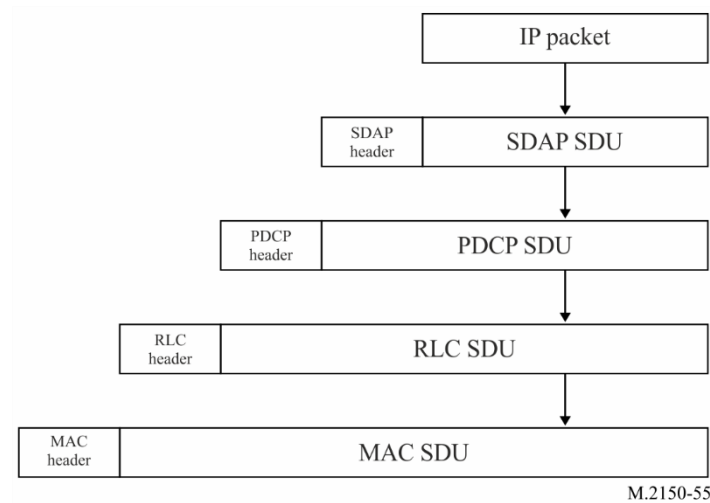 IP packet
SDAP
header
SDAP SDU
PDCP
header
PDCP SDU
RLC
header
RLC SDU
MAC
header
MAC SDU
M.2150-55